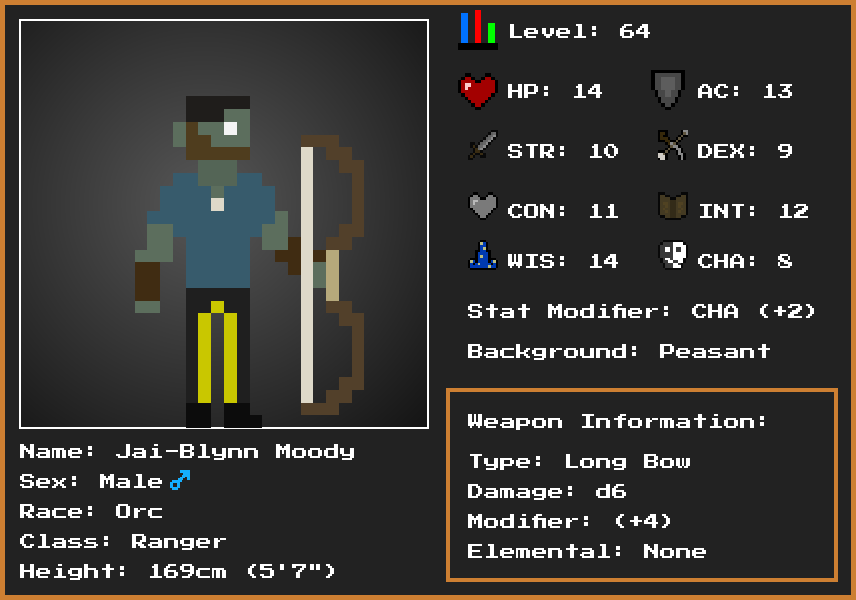 Level: 64
HP: 14
AC: 13
STR: 10
DEX: 9
CON: 11
INT: 12
WIS: 14
CHA: 8
Stat Modifier: CHA (+2)
Background: Peasant
Weapon Information:
Type: Long Bow
Damage: d6
Modifier: (+4)
Elemental: None
Name: Jai-Blynn Moody
Sex: Male ♂
Race: Orc
Class: Ranger
Height: 169cm (5'7")